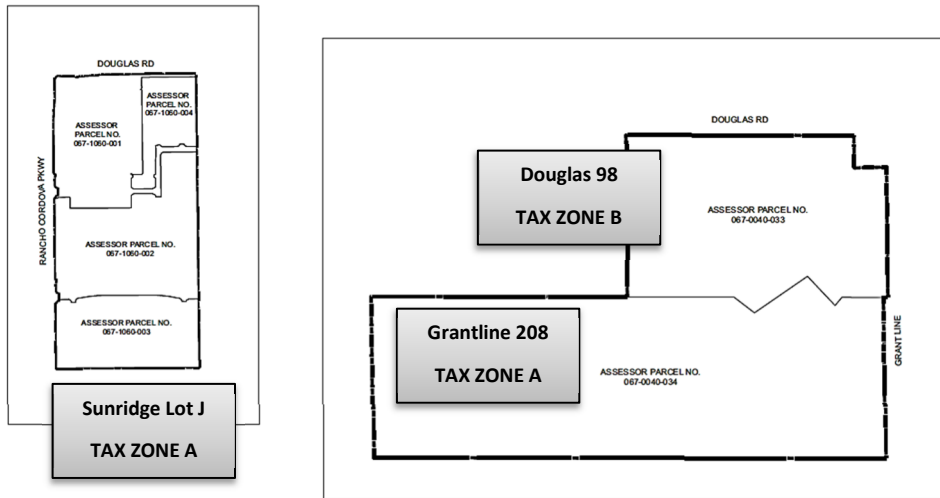 DOUGLAS RD
ASSESSOR
PARCEL NO.
067-1060-004
ASSESSOR
PARCEL NO.
067-1060-001
RANCHO CORDOVA PKWY
ASSESSOR PARCEL NO.
067-1060-002
ASSESSOR PARCEL NO.
067-1060-003
Sunridge Lot J
TAX ZONE A
DOUGLAS RD
Douglas 98
TAX ZONE B
ASSESSOR PARCEL NO.
067-0040-033
Grantline 208
TAX ZONE A
ASSESSOR PARCEL NO.
067-0040-034
GRANT LINE